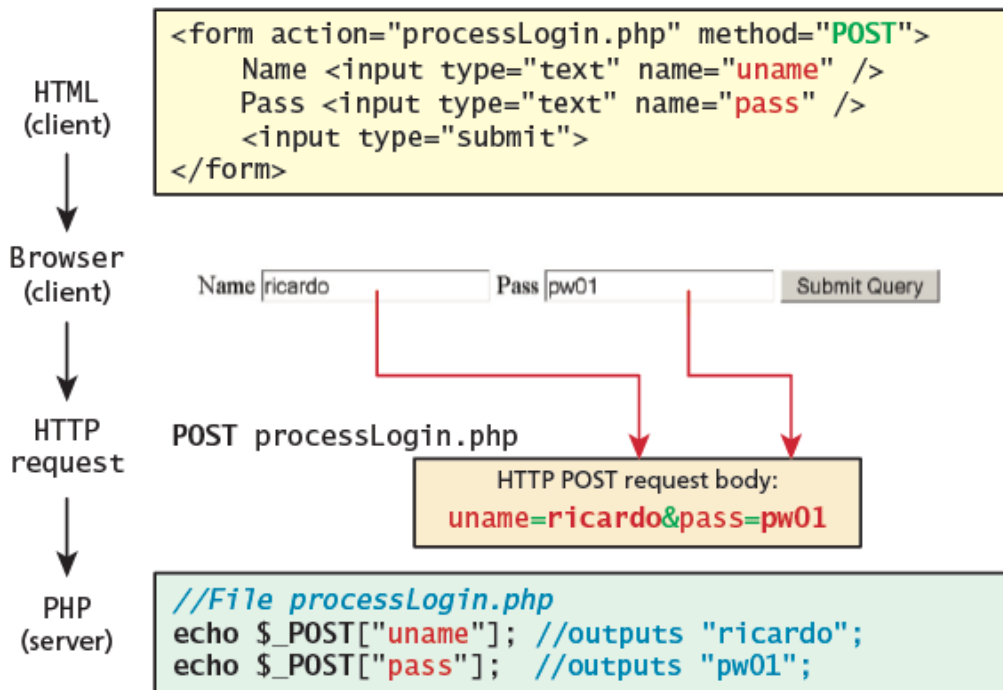 <form action="processLogin.php" method="POST">
Name <input type="text" name="uname" />
Pass <input type="text" name="pass" />
<input type="submit">
</form>
HTML
(client)
Browser
(client)
Name ricardo Pass pw01 Submit Query
HTTP
request
POST processLogin.php
HTTP POST request body:
uname=ricardo&pass=pw01
PHP
(server)
//File processLogin.php
echo $_POST["uname"]; //outputs "ricardo";
echo $_POST["pass"]; //outputs "pw01";